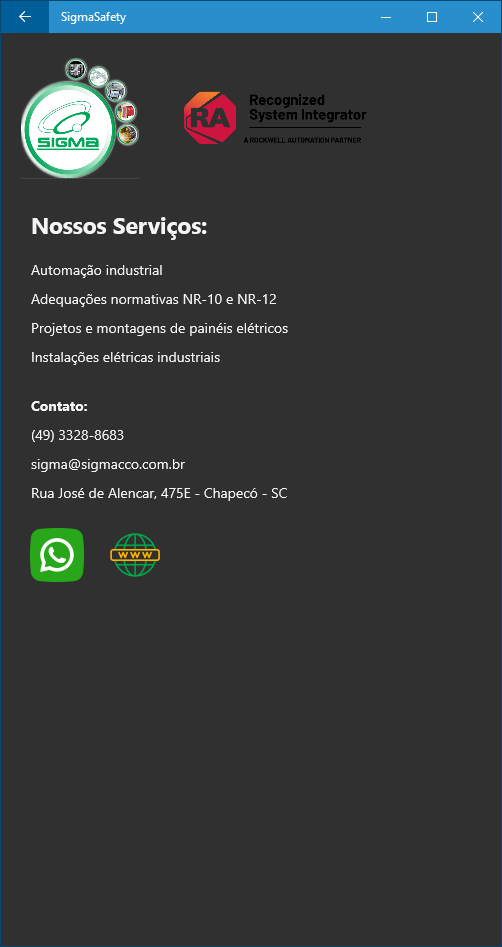 SigmaSafety
SIGMA
RA
Recognized
System Integrator
A ROCKWELL AUTOMATION PARTNER
Nossos Serviços:
Automação industrial
Adequações normativas NR-10 e NR-12
Projetos e montagens de painéis elétricos
Instalações elétricas industriais
Contato:
(49) 3328-8683
sigma@sigmacco.com.br
Rua José de Alencar, 475E - Chapecó - SC
WWW